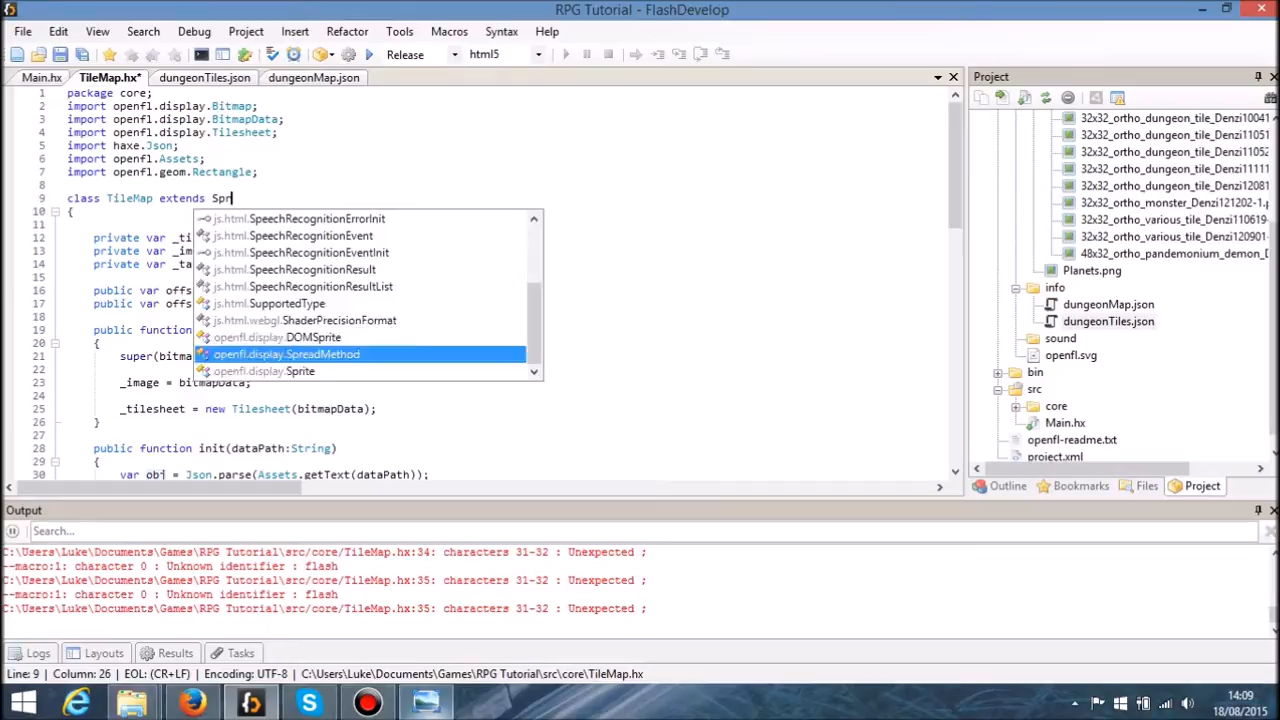 RPG Tutorial - FlashDevelop
File Edit View Search Debug Project Insert Refactor Tools Macros Syntax Help
Release html5
Main.hx TileMap.hx* dungeonTiles.json dungeonMap.json
1 package core;
2 import openfl.display.Bitmap;
3 import openfl.display.BitmapData;
4 import openfl.display.Tilesheet;
5 import haxe.Json;
6 import openfl.Assets;
7 import openfl.geom.Rectangle;
8
9 class TileMap extends Spr
10 {
11
12 private var _ti
13 private var _im
14 private var _ta
15
16 public var offs
17 public var offs
18
19 public function
20 {
21 super(bitma
22
23 _image = bitmapData;
24
25 _tilesheet = new Tilesheet(bitmapData);
26 }
27
28 public function init(dataPath:String)
29 {
30 var obj = Json.parse(Assets.getText(dataPath));
js.html.SpeechRecognitionErrorInit
js.html.SpeechRecognitionEvent
js.html.SpeechRecognitionEventInit
js.html.SpeechRecognitionResult
js.html.SpeechRecognitionResultList
js.html.SupportedType
js.html.webgl.ShaderPrecisionFormat
openfl.display.DOMSprite
openfl.display.SpreadMethod
openfl.display.Sprite
Project
32x32_ortho_dungeon_tile_Denzi10041
32x32_ortho_dungeon_tile_Denzi11052
32x32_ortho_dungeon_tile_Denzi11053
32x32_ortho_dungeon_tile_Denzi11111
32x32_ortho_dungeon_tile_Denzi12081
32x32_ortho_monster_Denzi121202-1.p
32x32_ortho_various_tile_Denzi110619
32x32_ortho_various_tile_Denzi120901
48x32_ortho_pandemonium_demon_D
Planets.png
info
dungeonMap.json
dungeonTiles.json
sound
openfl.svg
bin
src
core
Main.hx
openfl-readme.txt
project.xml
Outline Bookmarks Files Project
Output
Search...
C:\Users\Luke\Documents\Games\RPG Tutorial\src/core/TileMap.hx:34: characters 31-32 : Unexpected ;
--macro:1: character 0 : Unknown identifier : flash
C:\Users\Luke\Documents\Games\RPG Tutorial\src/core/TileMap.hx:35: characters 31-32 : Unexpected ;
--macro:1: character 0 : Unknown identifier : flash
C:\Users\Luke\Documents\Games\RPG Tutorial\src/core/TileMap.hx:35: characters 31-32 : Unexpected ;
Logs Layouts Results Tasks
Line: 9 | Column: 26 | EOL: (CR+LF) | Encoding: UTF-8 | C:\Users\Luke\Documents\Games\RPG Tutorial\src\core\TileMap.hx
14:09
18/08/2015